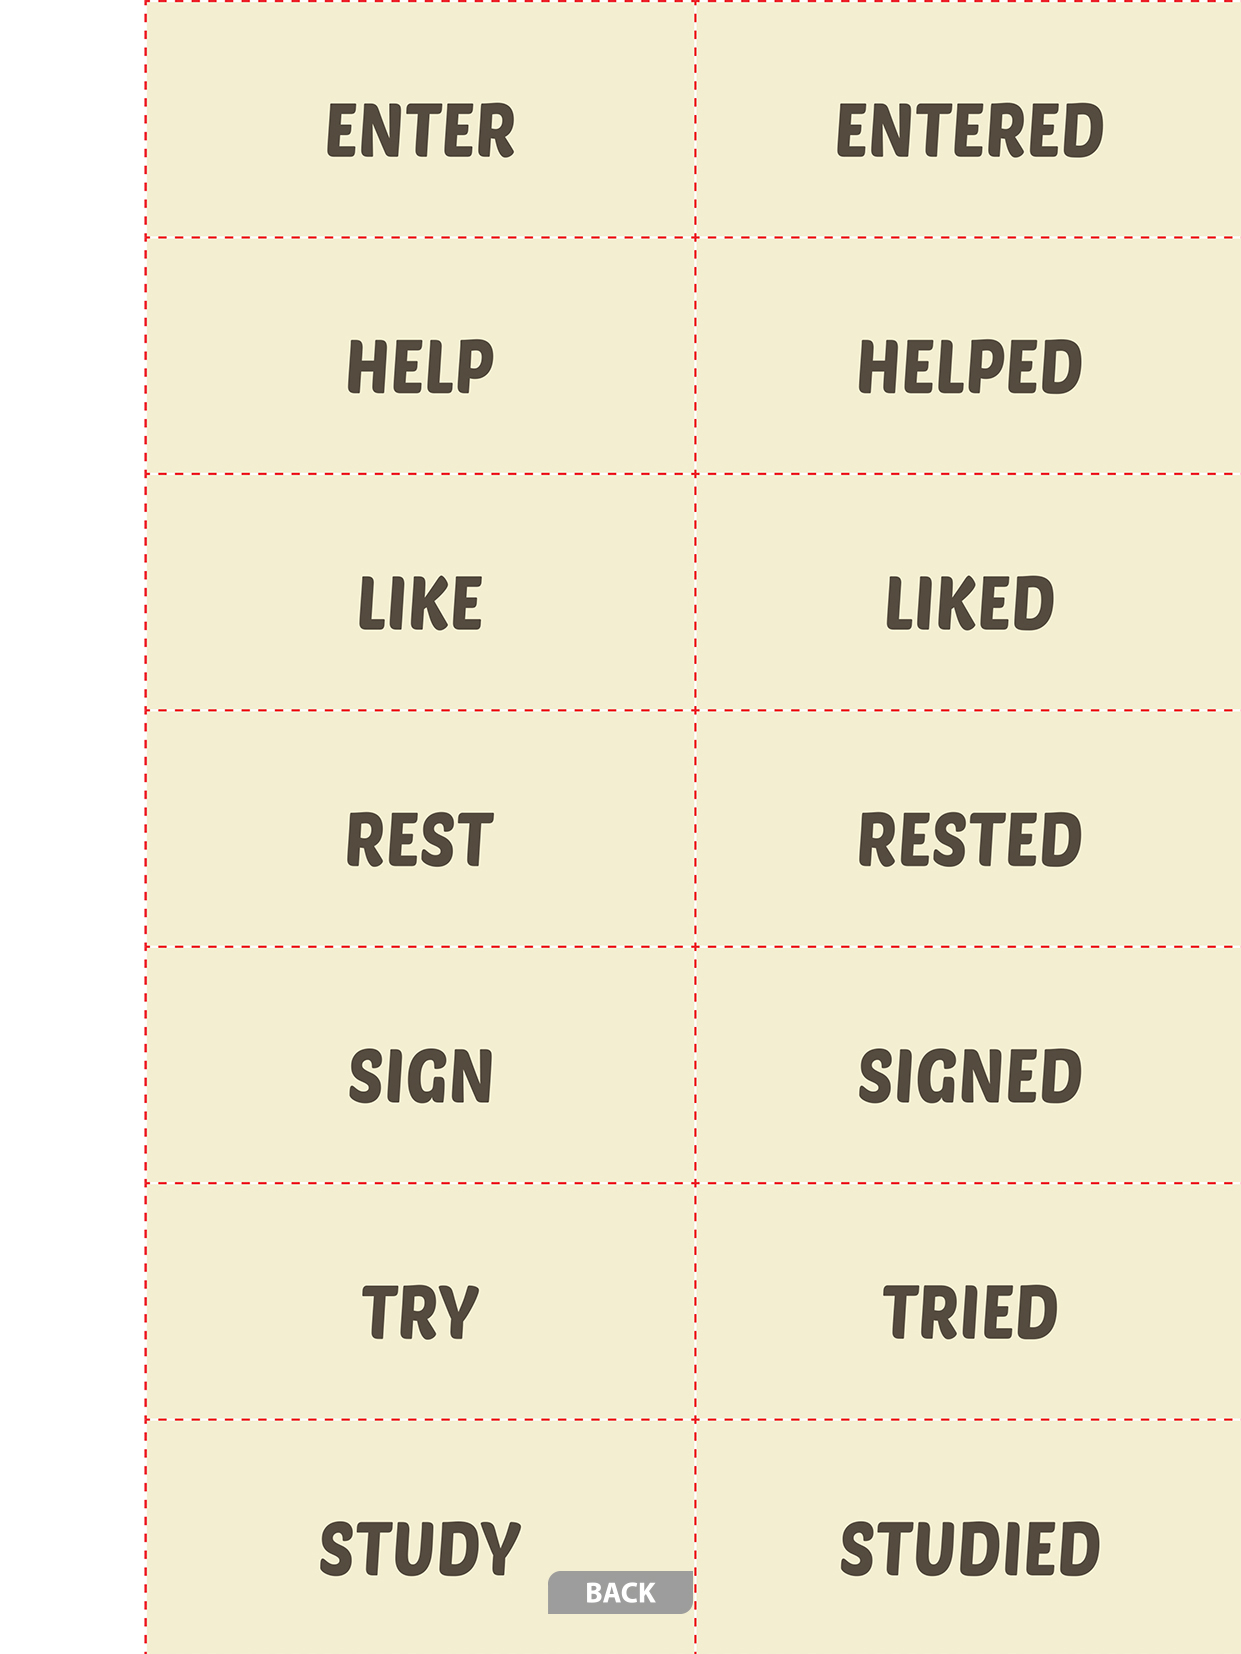 ENTER ENTERED
HELP HELPED
LIKE LIKED
REST RESTED
SIGN SIGNED
TRY TRIED
STUDY STUDIED
BACK